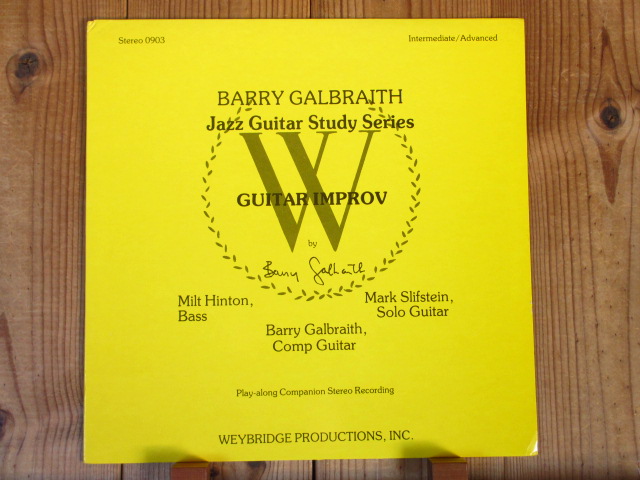 Stereo 0903
Intermediate/Advanced
BARRY GALBRAITH
Jazz Guitar Study Series
W
GUITAR IMPROV
by
Barry Galbraith
Milt Hinton,
Bass
Mark Slifstein,
Solo Guitar
Barry Galbraith,
Comp Guitar
Play-along Companion Stereo Recording
WEYBRIDGE PRODUCTIONS, INC.